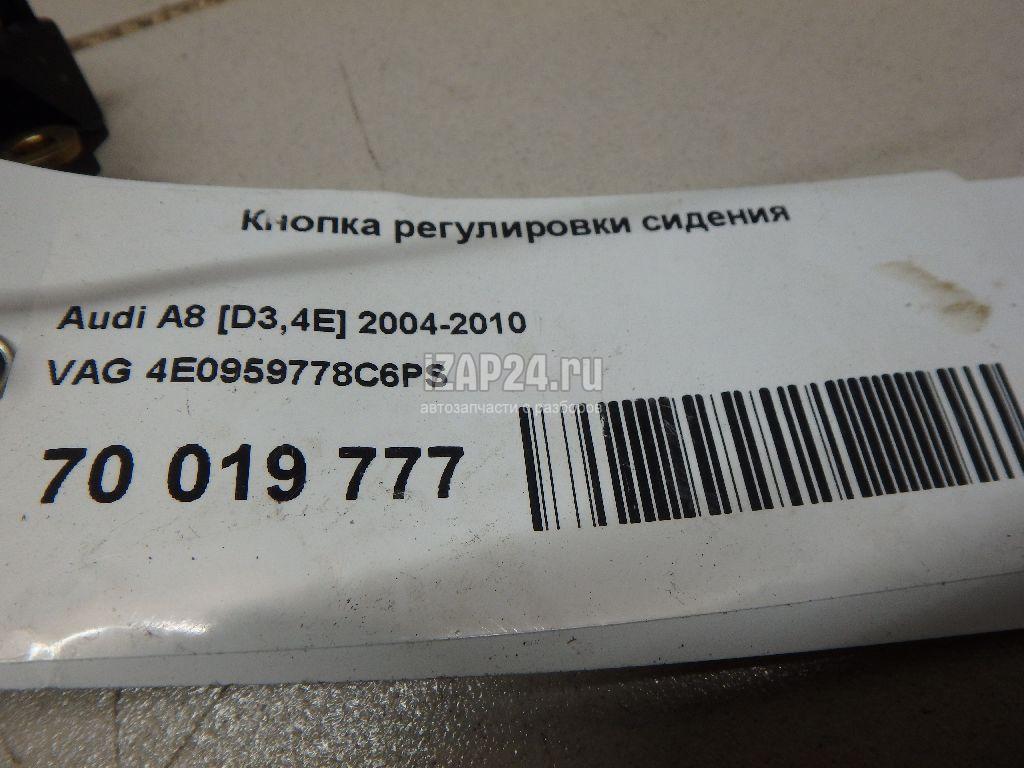 Кнопка регулировки сидения
Audi A8 [D3,4E] 2004-2010
VAG 4E0959778C6PS
iZAP24.ru
автозапчасти с разборов
70 019 777